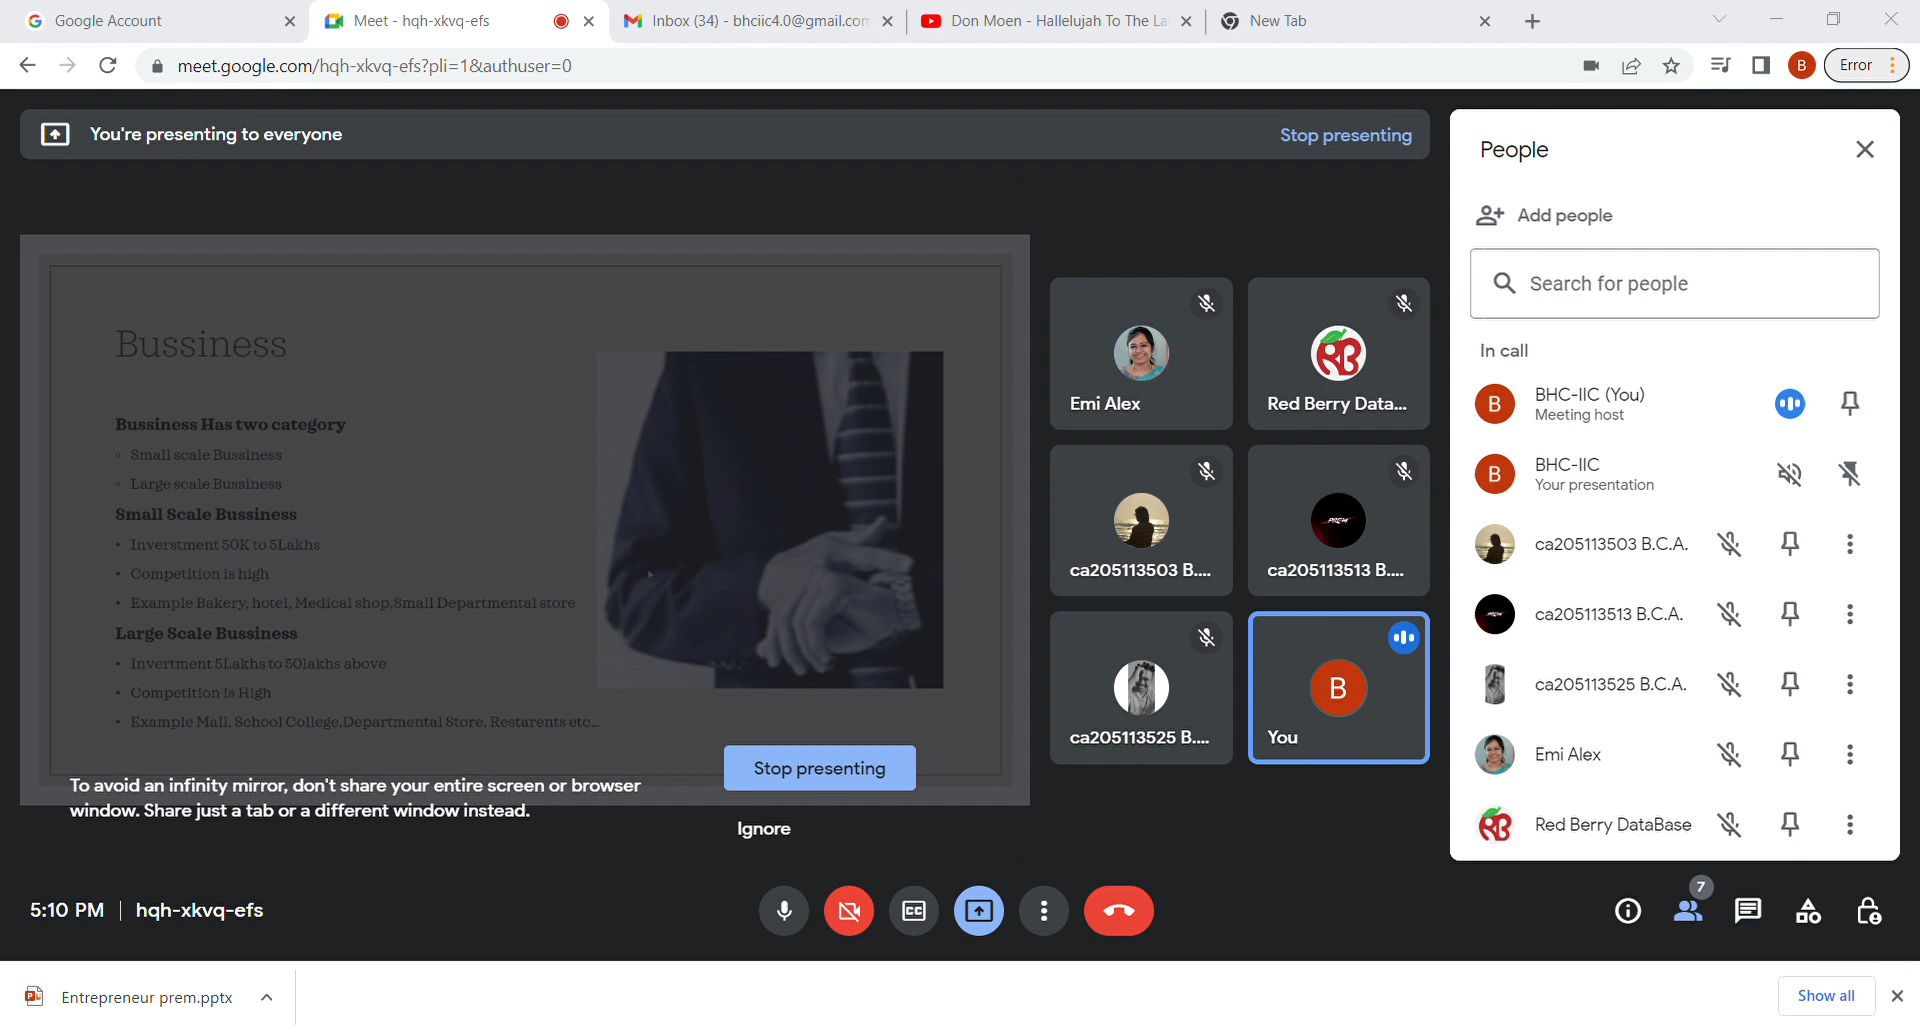 Google Account
Meet - hqh-xkvq-efs
Inbox (34) - bhciic4.0@gmail.com
Don Moen - Hallelujah To The La
New Tab
meet.google.com/hqh-xkvq-efs?pli=1&authuser=0
B
Error
You're presenting to everyone
Stop presenting
Bussiness
Bussiness Has two category
Small scale Bussiness
Large scale Bussiness
Small Scale Bussiness
Inverstment 50K to 5Lakhs
Competition is high
Example Bakery, hotel, Medical shop,Small Departmental store
Large Scale Bussiness
Invertment 5Lakhs to 50lakhs above
Competition is High
Example Mall, School College,Departmental Store, Restarents etc...
To avoid an infinity mirror, don't share your entire screen or browser
window. Share just a tab or a different window instead.
Stop presenting
Ignore
Emi Alex
RB
Red Berry Data...
ca205113503 B....
PREM
ca205113513 B....
ca205113525 B....
B
You
People
Add people
Search for people
In call
B
BHC-IIC (You)
Meeting host
B
BHC-IIC
Your presentation
ca205113503 B.C.A.
ca205113513 B.C.A.
ca205113525 B.C.A.
Emi Alex
RB
Red Berry DataBase
5:10 PM
hqh-xkvq-efs
CC
7
Entrepreneur prem.pptx
Show all